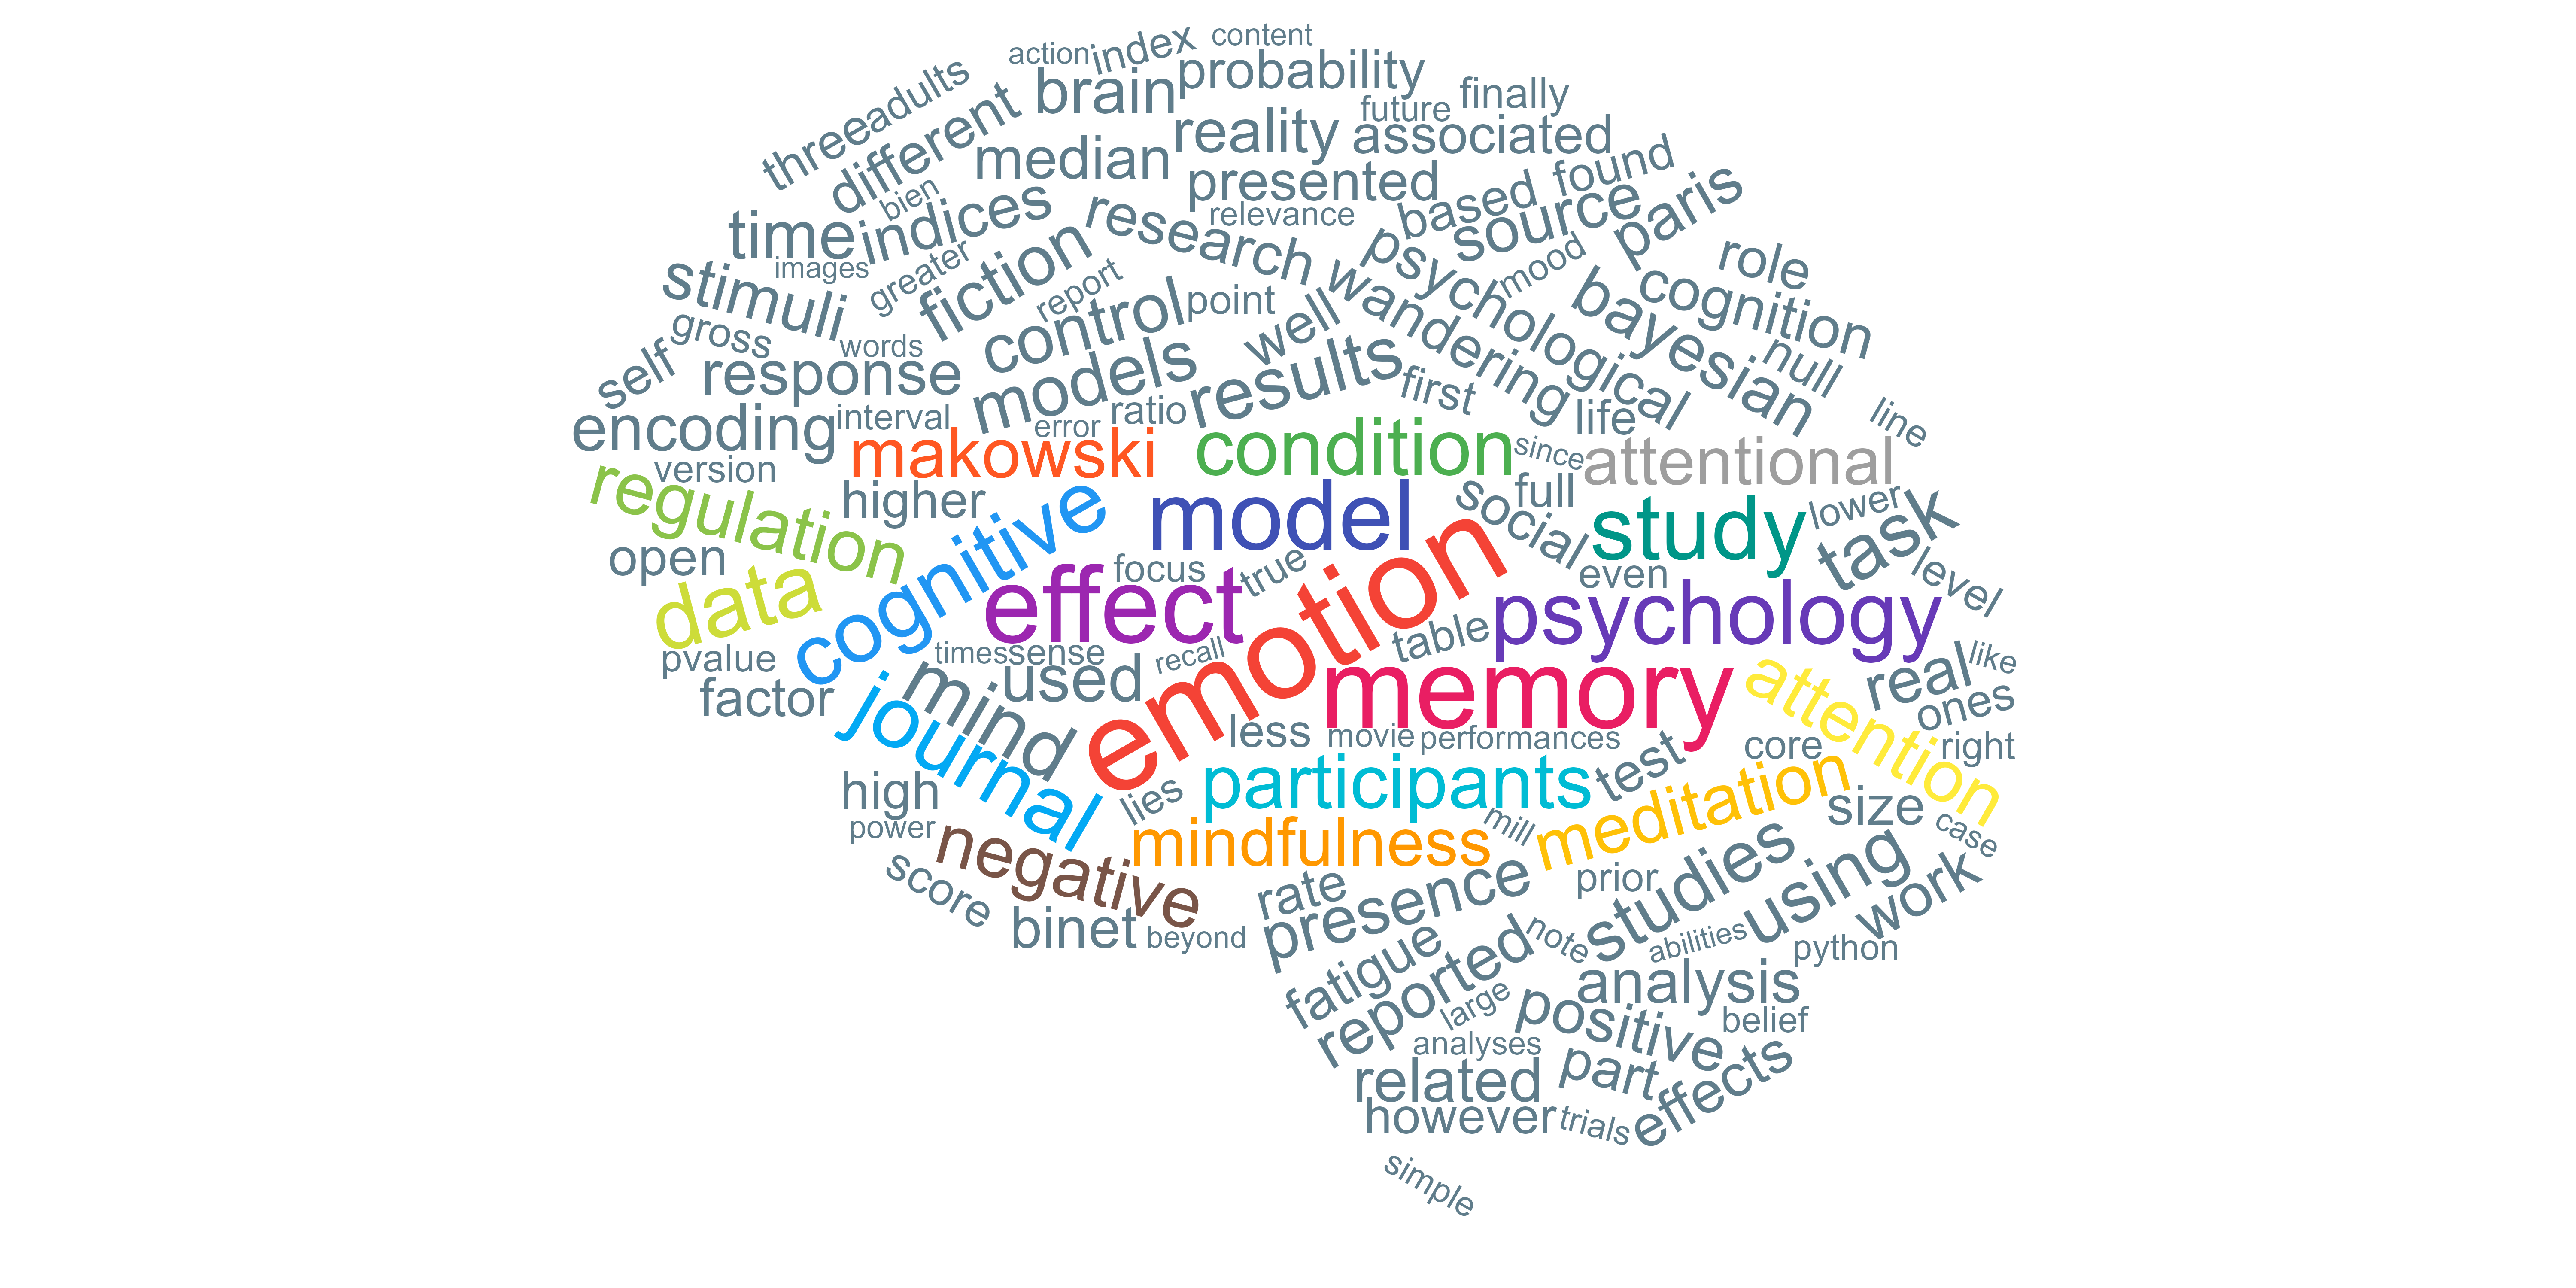 action
index
content
brain
probability
three
adults
different
future
finally
reality
associated
median
presented
found
bien
relevance
based
source
paris
time
indices
research
psychological
mood
role
images
greater
fiction
report
wandering
bayesian
cognition
stimuli
control
point
well
gross
words
models
results
null
self
response
first
life
line
encoding
interval
error
ratio
makowski
condition
since
attentional
version
regulation
higher
cognitive
model
social
full
study
lower
task
open
data
effect
focus
true
emotion
even
level
psychology
pvalue
times
sense
recall
table
factor
journal
mind
used
memory
attention
real
like
ones
less
movie
performances
test
core
right
high
lies
participants
meditation
size
power
negative
mindfulness
mill
case
score
binet
beyond
rate
presence
prior
studies
using
work
fatigue
reported
note
abilities
python
large
positive
analysis
belief
analyses
related
part
effects
however
trials
simple